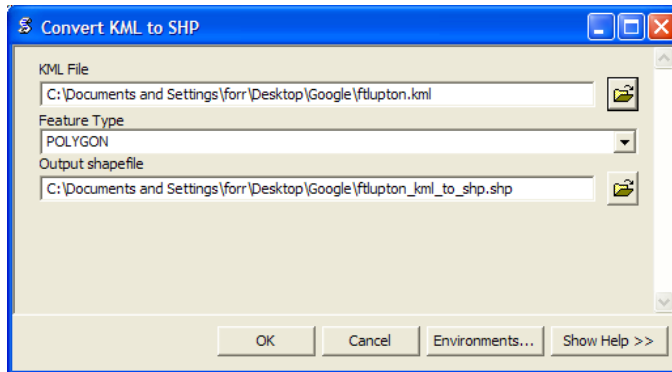 Convert KML to SHP
KML File
C:\Documents and Settings\forr\Desktop\Google\ftlupton.kml
Feature Type
POLYGON
Output shapefile
C:\Documents and Settings\forr\Desktop\Google\ftlupton_kml_to_shp.shp
OK Cancel Environments... Show Help >>